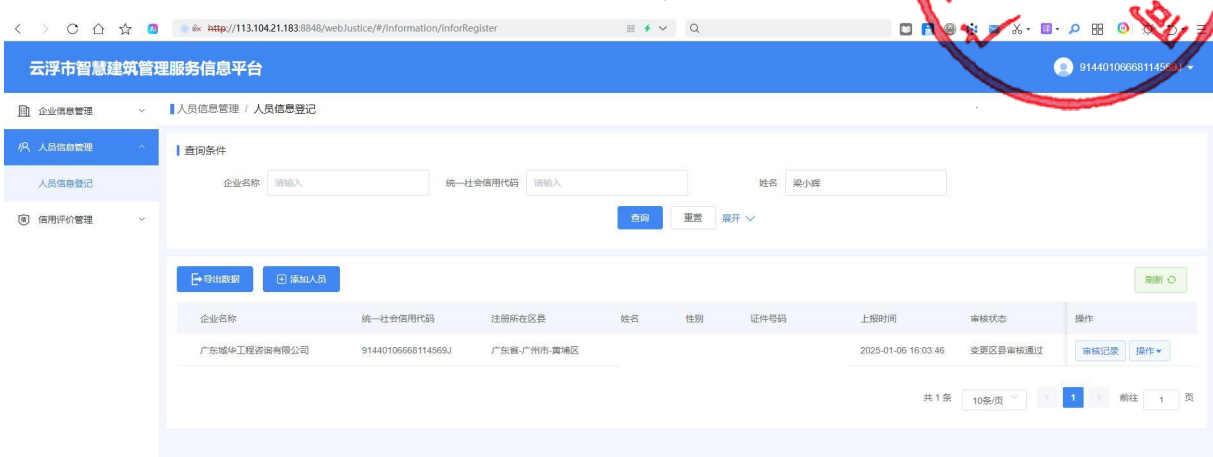 http://113.104.21.183:8848/webJustice/#/information/inforRegister
云浮市智慧建筑管理服务信息平台
91440106668114569J
企业信息管理
人员信息管理 / 人员信息登记
人员信息管理
查询条件
人员信息登记
企业名称 请输入 统一社会信用代码 请输入 姓名 梁小辉
信用评价管理
查询 重置 展开
导出数据 添加人员 刷新
企业名称 统一社会信用代码 注册所在区县 姓名 性别 证件号码 上报时间 审核状态 操作
广东城华工程咨询有限公司 91440106668114569J 广东省-广州市-黄埔区 2025-01-06 16:03:46 变更区县审核通过 审核记录 操作
共 1 条 10条/页 1 前往 1 页